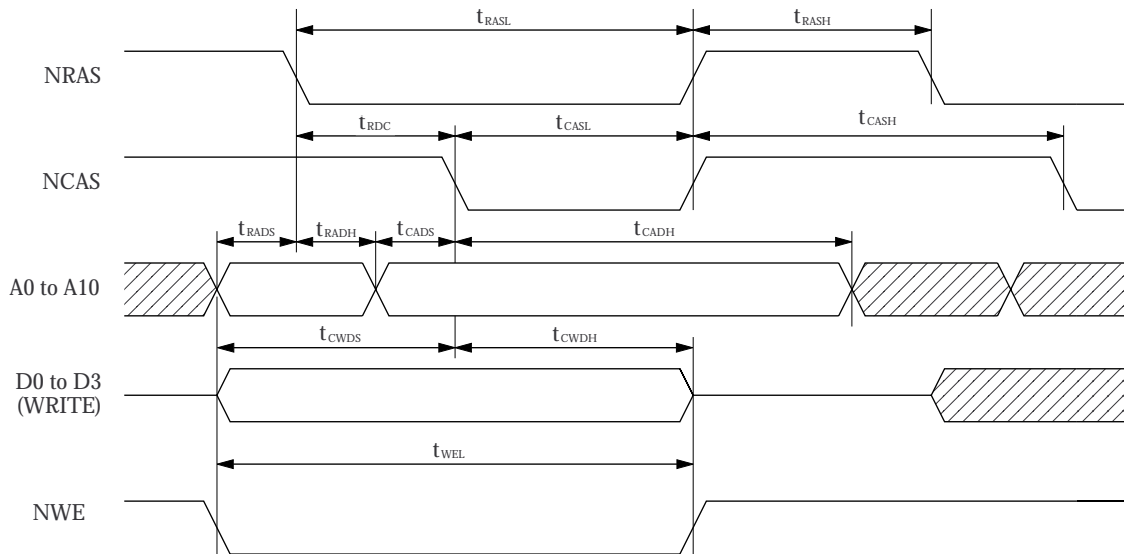 tRASL tRASH
NRAS
tRDC tCASL tCASH
NCAS
tRADS tRADH tCADS tCADH
A0 to A10
tCWDS tCWDH
D0 to D3
(WRITE)
tWEL
NWE